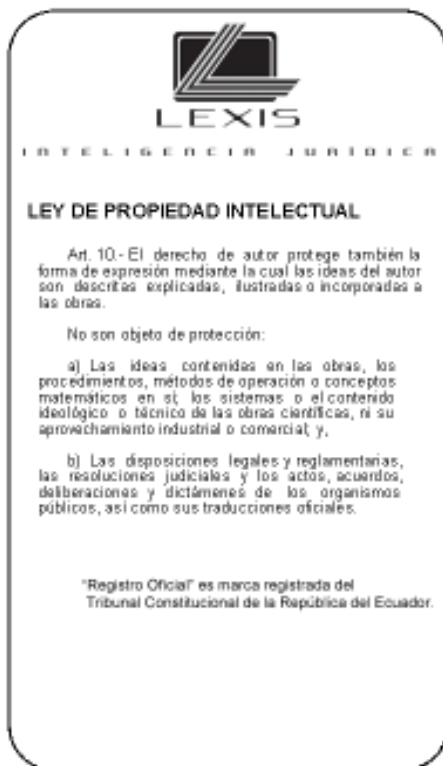 LEXIS
INTELIGENCIA JURÍDICA
LEY DE PROPIEDAD INTELECTUAL
Art. 10.- El derecho de autor protege también la
forma de expresión mediante la cual las ideas del autor
son descritas explicadas, ilustradas o incorporadas a
las obras.
No son objeto de protección:
a) Las ideas contenidas en las obras, los
procedimientos, métodos de operación o conceptos
matemáticos en sí; los sistemas o el contenido
ideológico o técnico de las obras científicas, ni su
aprovechamiento industrial o comercial; y,
b) Las disposiciones legales y reglamentarias,
las resoluciones judiciales y los actos, acuerdos,
deliberaciones y dictámenes de los organismos
públicos, así como sus traducciones oficiales.
"Registro Oficial" es marca registrada del
Tribunal Constitucional de la República del Ecuador.